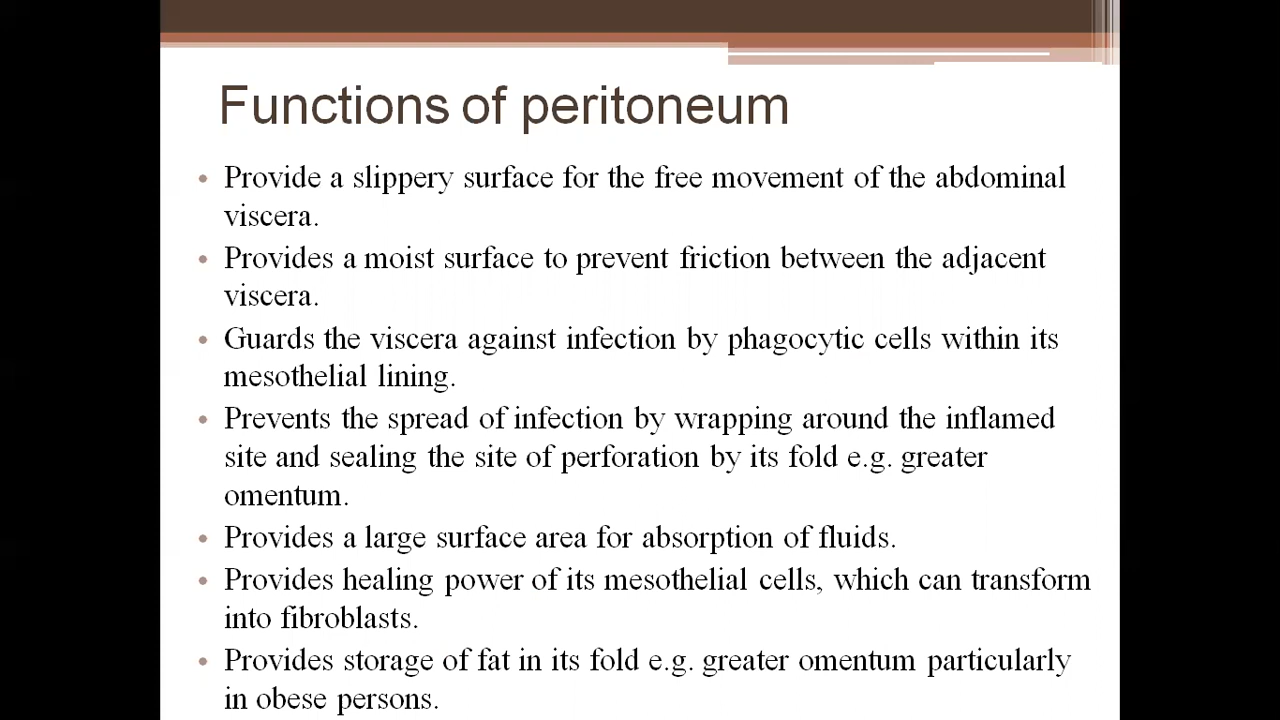 Functions of peritoneum
• Provide a slippery surface for the free movement of the abdominal
viscera.
• Provides a moist surface to prevent friction between the adjacent
viscera.
• Guards the viscera against infection by phagocytic cells within its
mesothelial lining.
• Prevents the spread of infection by wrapping around the inflamed
site and sealing the site of perforation by its fold e.g. greater
omentum.
• Provides a large surface area for absorption of fluids.
• Provides healing power of its mesothelial cells, which can transform
into fibroblasts.
• Provides storage of fat in its fold e.g. greater omentum particularly
in obese persons.